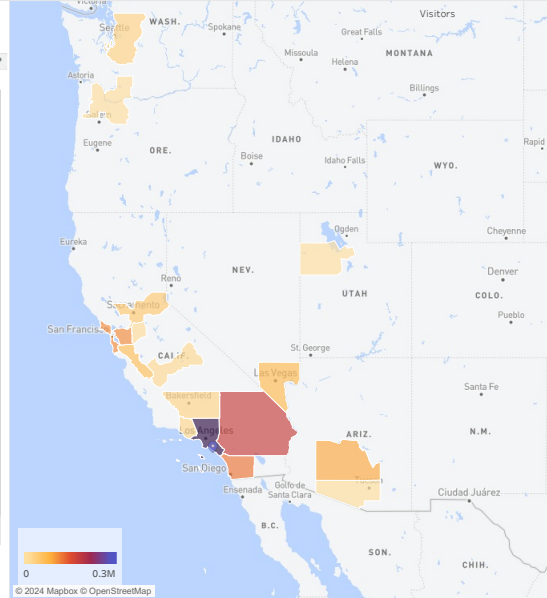 Victoria
Visitors
WASH.
Seattle
Spokane
Great Falls
Missoula
MONTANA
Helena
Astoria
Billings
Salem
Eugene
IDAHO
Rapid
ORE.
Boise
Idaho Falls
WYO.
Ogden
Cheyenne
Eureka
NEV.
Denver
Reno
UTAH
COLO.
Sacramento
Pueblo
San Francisc
CALIF.
St. George
Las Vegas
Santa Fe
Bakersfield
Los Angeles
ARIZ.
N.M.
San Diego
Tucson
Ensenada
Golfo de
Santa Clara
Ciudad Juárez
B.C.
SON.
CHIH.
0
0.3M
© 2024 Mapbox © OpenStreetMap